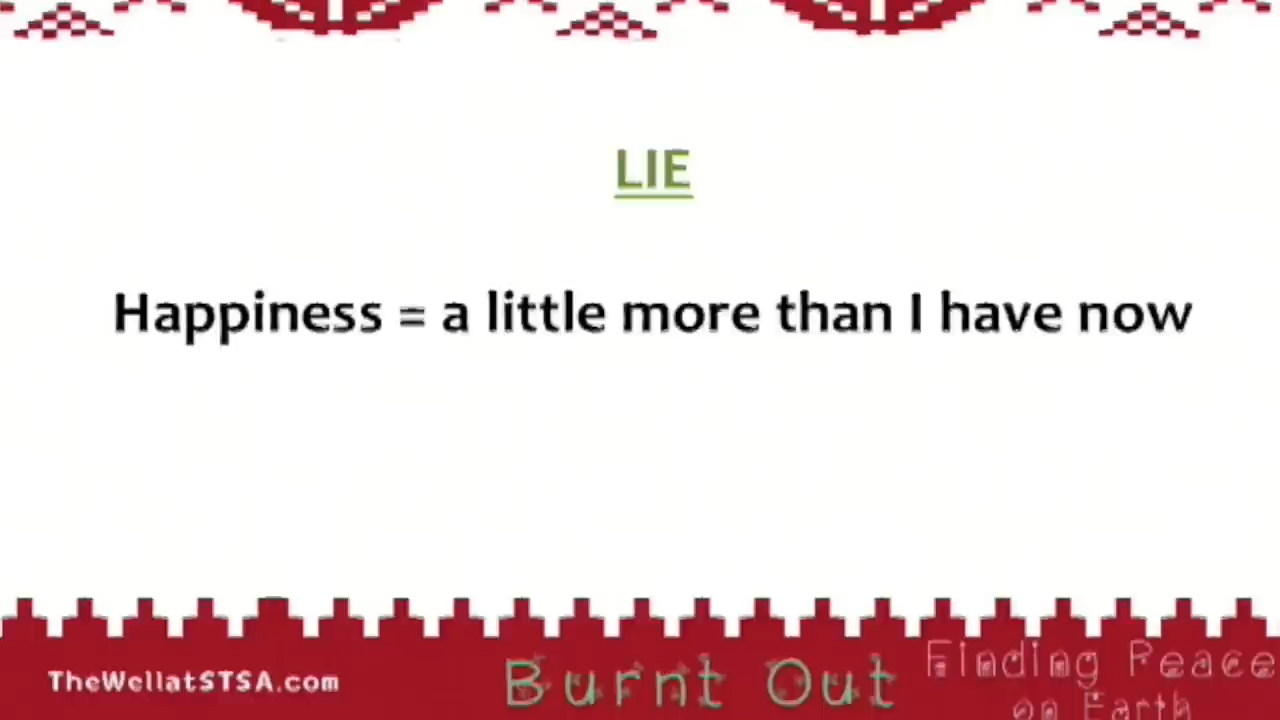 LIE
Happiness = a little more than I have now
TheWellatSTSA.com
Burnt Out
Finding Peace
on Earth